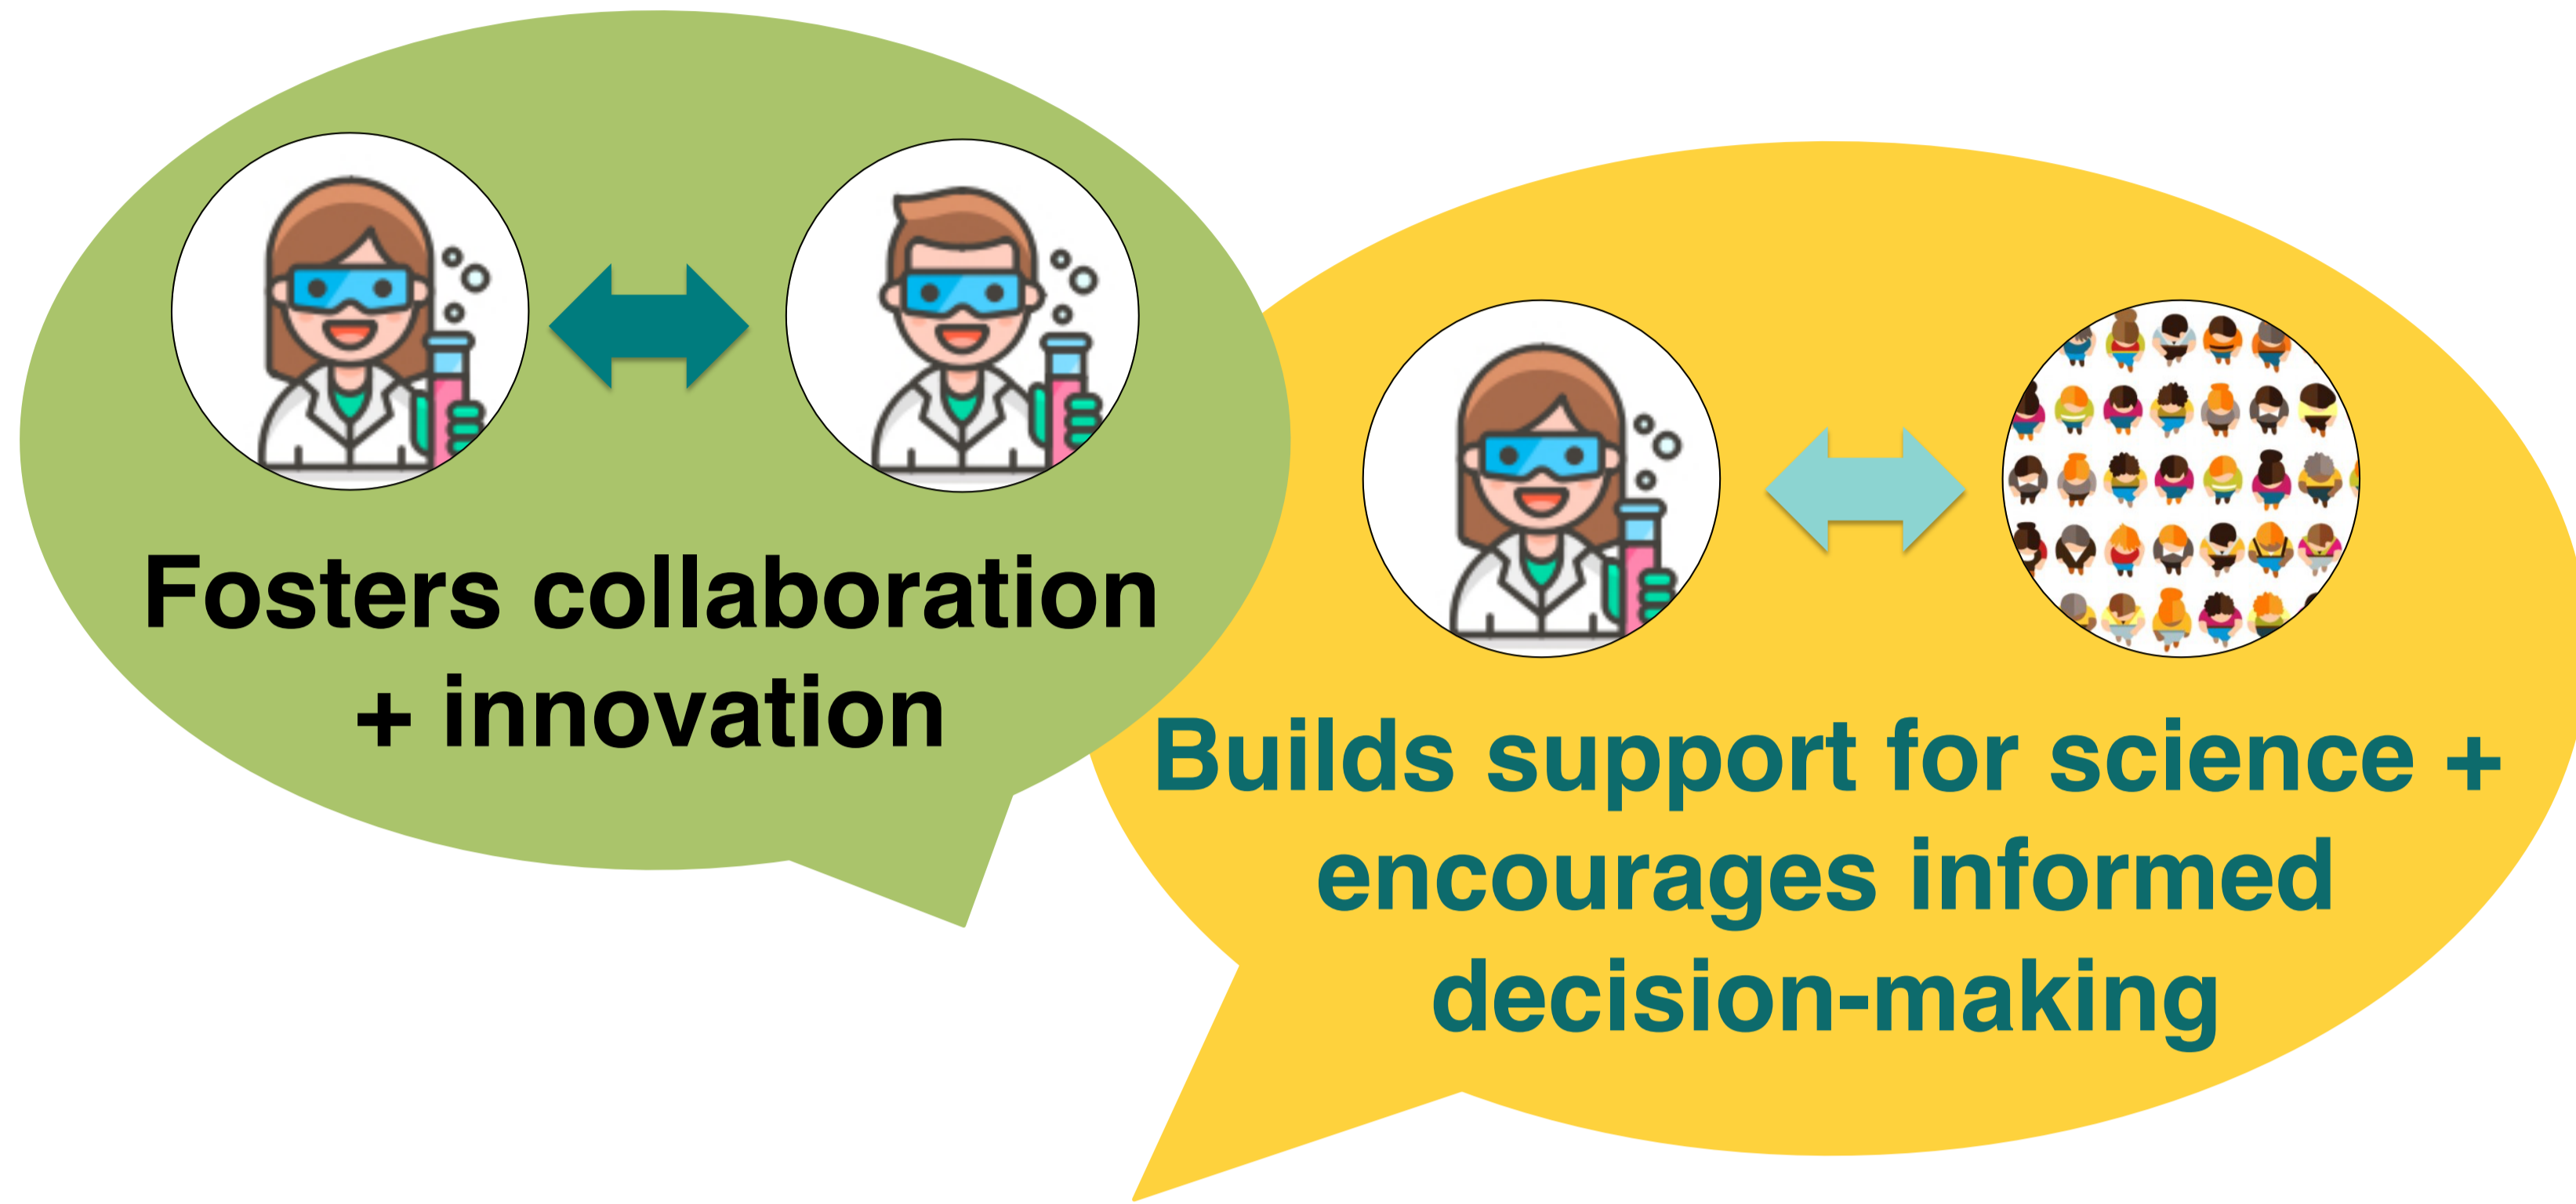 Fosters collaboration
+ innovation
Builds support for science +
encourages informed
decision-making